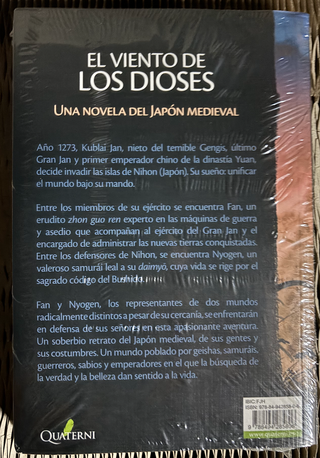 EL VIENTO DE
LOS DIOSES
UNA NOVELA DEL JAPÓN MEDIEVAL
Año 1273, Kublai Jan, nieto del temible Gengis, último
Gran Jan y primer emperador chino de la dinastía Yuan,
decide invadir las islas de Nihon (Japón). Su sueño: unificar
el mundo bajo su mando.
Entre los miembros de su ejército se encuentra Fan, un
erudito zhon guo ren experto en las máquinas de guerra
y asedio que acompañan al ejército del Gran Jan y el
encargado de administrar las nuevas tierras conquistadas.
Entre los defensores de Nihon, se encuentra Nyogen, un
valeroso samurái leal a su daimyō, cuya vida se rige por el
sagrado código del Bushido.
Fan y Nyogen, los representantes de dos mundos
radicalmente distintos a pesar de su cercanía, se enfrentarán
en defensa de sus señores en esta apasionante aventura.
Un soberbio retrato del Japón medieval, de sus gentes y
sus costumbres. Un mundo poblado por geishas, samuráis,
guerreros, sabios y emperadores en el que la búsqueda de
la verdad y la belleza dan sentido a la vida.
IBIC: FJH
QUATERNI